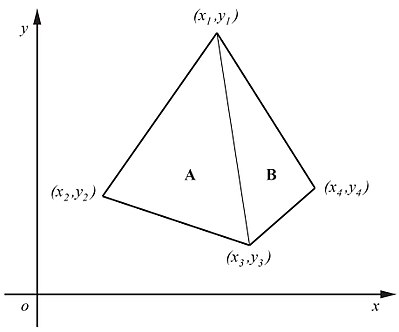 (x₁,y₁)
y
A
B
(x₂,y₂)
(x₄,y₄)
(x₃,y₃)
o
x